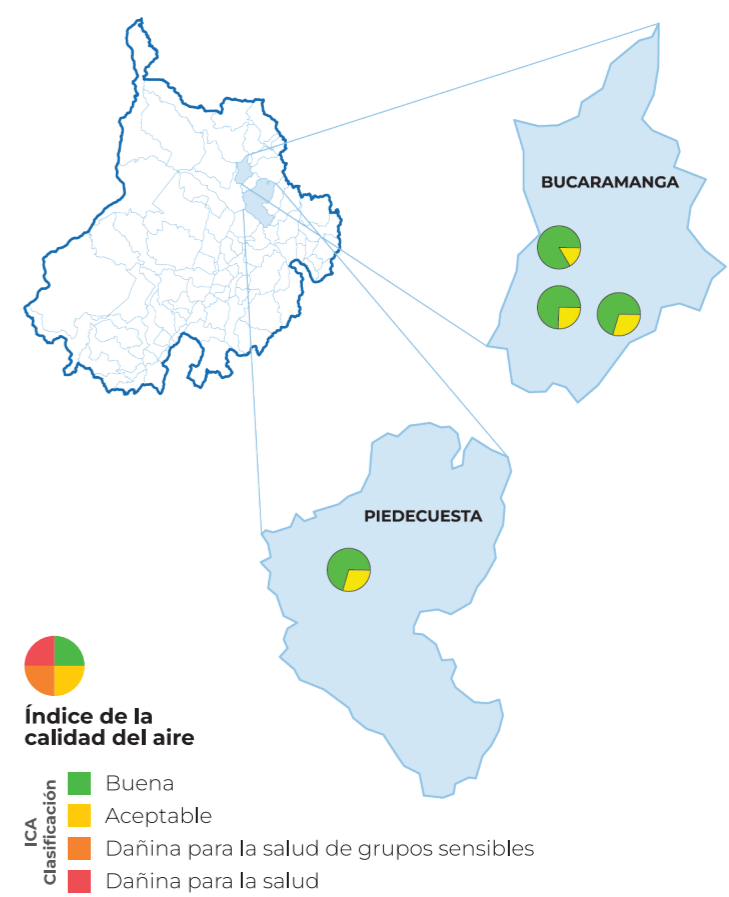 BUCARAMANGA
PIEDECUESTA
Índice de la
calidad del aire
ICA
Clasificación
Buena
Aceptable
Dañina para la salud de grupos sensibles
Dañina para la salud